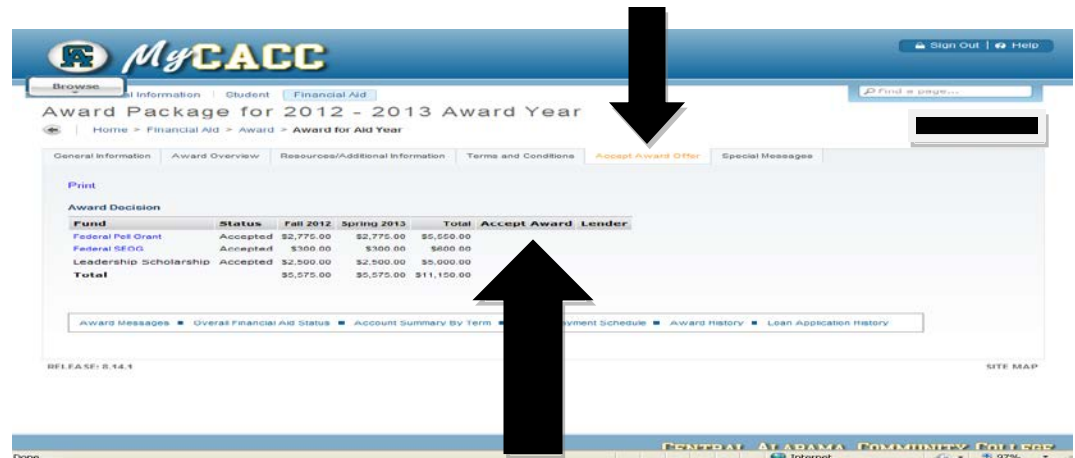 MyCACC
Sign Out | Help
Browse
Information Student Financial Aid
Find a page...
Award Package for 2012 - 2013 Award Year
Home > Financial Aid > Award > Award for Aid Year
General Information Award Overview Resources/Additional Information Terms and Conditions Accept Award Offer Special Messages
Print
Award Decision
Fund Status Fall 2012 Spring 2013 Total Accept Award Lender
Federal Pell Grant Accepted $2,775.00 $2,775.00 $5,550.00
Federal SEOG Accepted $300.00 $300.00 $600.00
Leadership Scholarship Accepted $2,500.00 $2,500.00 $5,000.00
Total $5,575.00 $5,575.00 $11,150.00
Award Messages ■ Overall Financial Aid Status ■ Account Summary By Term ■ Schedule ■ Award History ■ Loan Application History
RELEASE: 8.14.1
SITE MAP
CENTRAL ALABAMA COMMUNITY COLLEGE
Done
Internet
97%